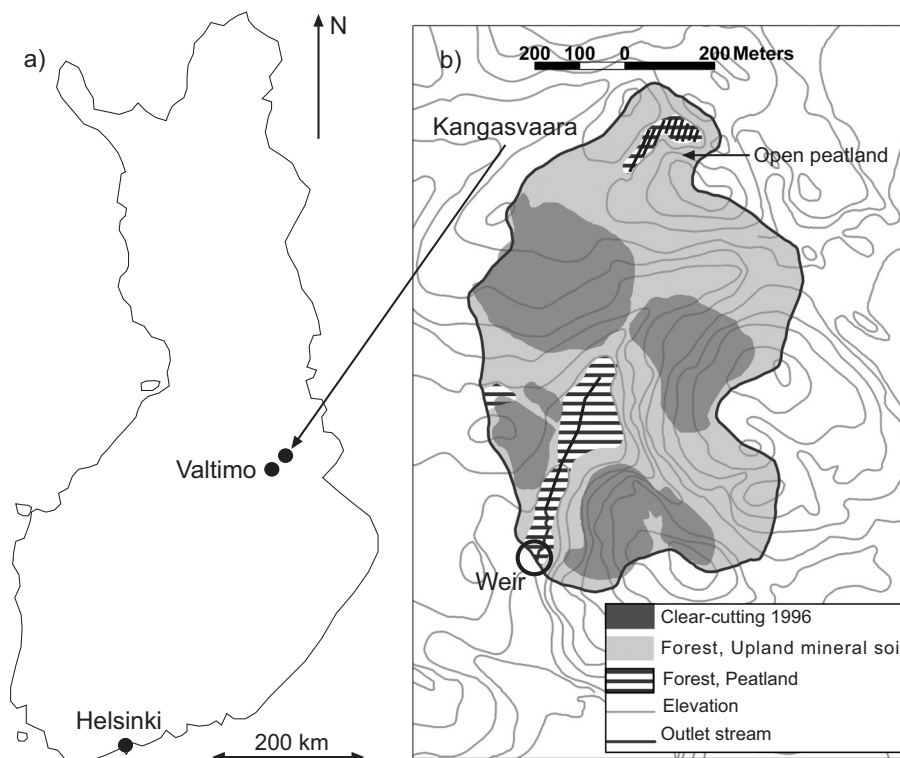 a)
N
Valtimo
Helsinki
200 km
Kangasvaara
b)
200 100 0 200 Meters
Open peatland
Weir
Clear-cutting 1996
Forest, Upland mineral soi
Forest, Peatland
Elevation
Outlet stream